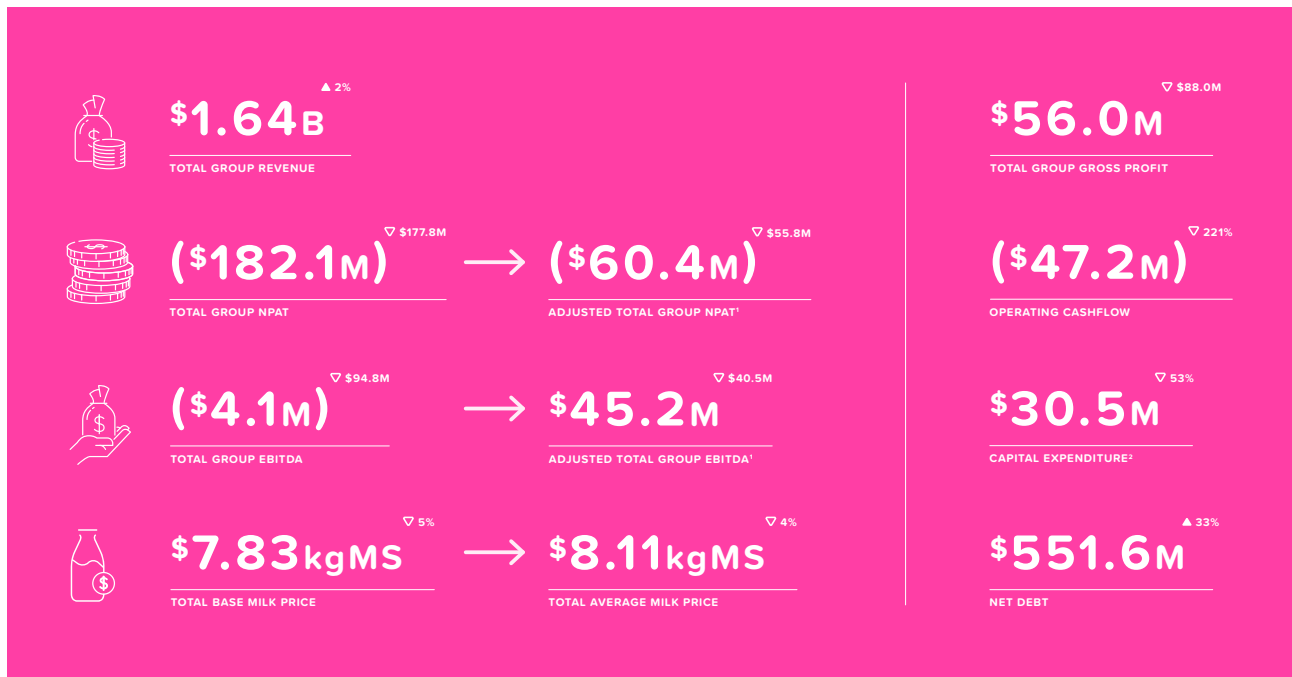 ▲ 2%
$1.64B
TOTAL GROUP REVENUE
▽ $88.0M
$56.0M
TOTAL GROUP GROSS PROFIT
▽ $177.8M
($182.1M)
TOTAL GROUP NPAT
▽ $55.8M
($60.4M)
ADJUSTED TOTAL GROUP NPAT¹
▽ 221%
($47.2M)
OPERATING CASHFLOW
▽ $94.8M
($4.1M)
TOTAL GROUP EBITDA
▽ $40.5M
$45.2M
ADJUSTED TOTAL GROUP EBITDA¹
▽ 53%
$30.5M
CAPITAL EXPENDITURE²
▽ 5%
$7.83kgMS
TOTAL BASE MILK PRICE
▽ 4%
$8.11kgMS
TOTAL AVERAGE MILK PRICE
▲ 33%
$551.6M
NET DEBT